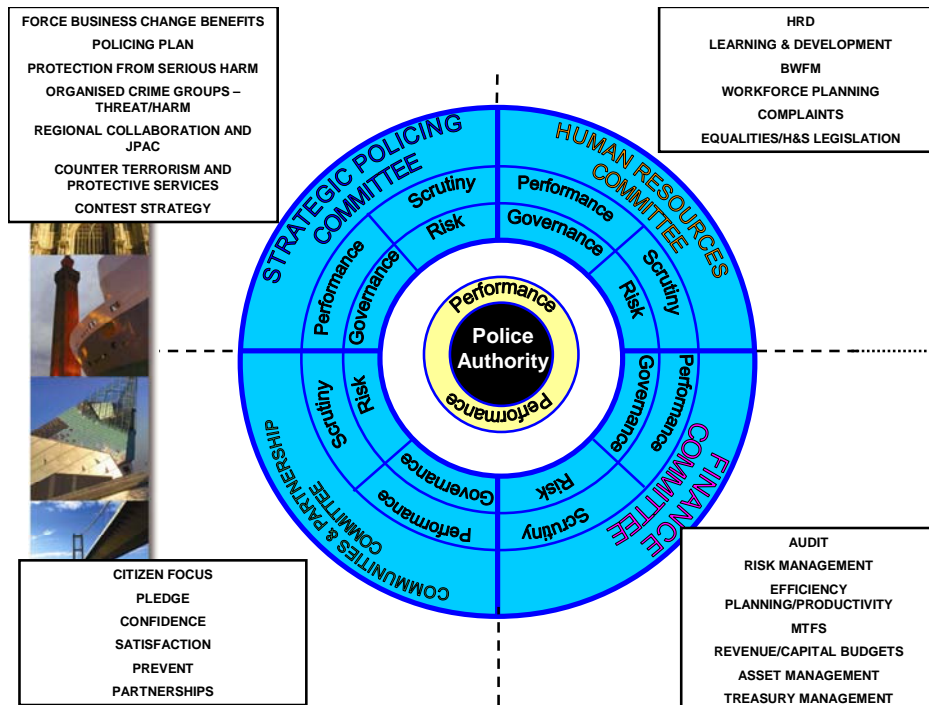 FORCE BUSINESS CHANGE BENEFITS
POLICING PLAN
PROTECTION FROM SERIOUS HARM
ORGANISED CRIME GROUPS –
THREAT/HARM
REGIONAL COLLABORATION AND
JPAC
COUNTER TERRORISM AND
PROTECTIVE SERVICES
CONTEST STRATEGY
HRD
LEARNING & DEVELOPMENT
BWFM
WORKFORCE PLANNING
COMPLAINTS
EQUALITIES/H&S LEGISLATION
STRATEGIC POLICING
COMMITTEE
Performance
Scrutiny
Governance
Risk
HUMAN RESOURCES
COMMITTEE
Performance
Scrutiny
Governance
Risk
Performance
Police
Authority
Performance
COMMUNITIES & PARTNERSHIP
COMMITTEE
Scrutiny
Performance
Risk
Governance
FINANCE
COMMITTEE
Performance
Scrutiny
Governance
Risk
CITIZEN FOCUS
PLEDGE
CONFIDENCE
SATISFACTION
PREVENT
PARTNERSHIPS
AUDIT
RISK MANAGEMENT
EFFICIENCY
PLANNING/PRODUCTIVITY
MTFS
REVENUE/CAPITAL BUDGETS
ASSET MANAGEMENT
TREASURY MANAGEMENT